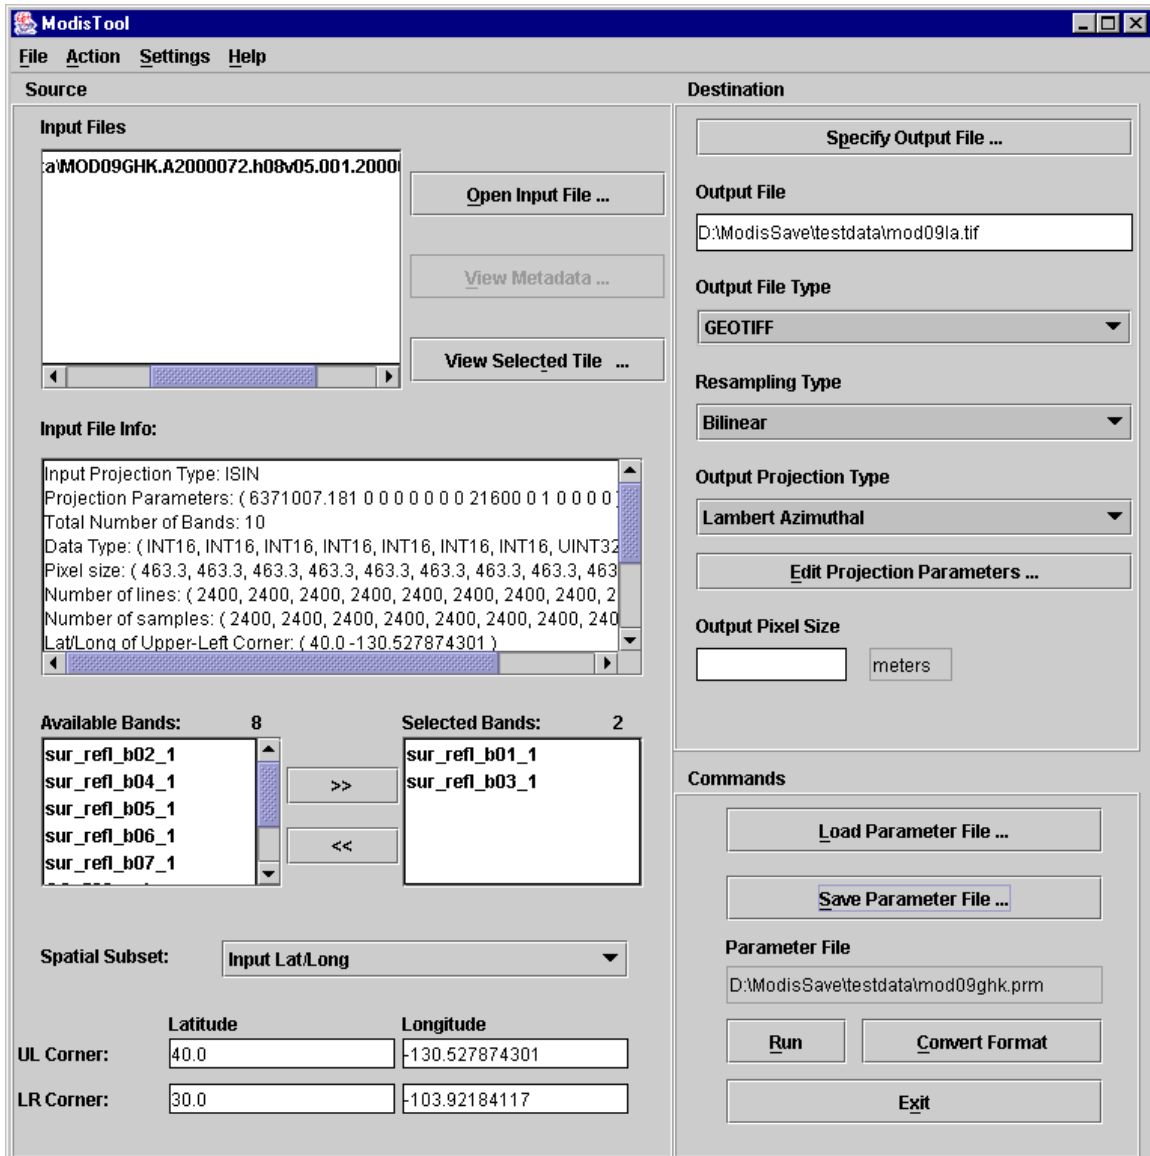 ModisTool
File Action Settings Help
Source
Input Files
:a\MOD09GHK.A2000072.h08v05.001.2000
Open Input File ...
View Metadata ...
View Selected Tile ...
Input File Info:
Input Projection Type: ISIN
Projection Parameters: ( 6371007.181 0 0 0 0 0 0 0 21600 0 1 0 0 0 0
Total Number of Bands: 10
Data Type: ( INT16, INT16, INT16, INT16, INT16, INT16, INT16, UINT32
Pixel size: ( 463.3, 463.3, 463.3, 463.3, 463.3, 463.3, 463.3, 463.3, 463
Number of lines: ( 2400, 2400, 2400, 2400, 2400, 2400, 2400, 2400, 2
Number of samples: ( 2400, 2400, 2400, 2400, 2400, 2400, 2400, 240
Lat/Long of Upper-Left Corner: ( 40.0 -130.527874301 )
Available Bands: 8
sur_refl_b02_1
sur_refl_b04_1
sur_refl_b05_1
sur_refl_b06_1
sur_refl_b07_1
>>
<<
Selected Bands: 2
sur_refl_b01_1
sur_refl_b03_1
Spatial Subset: Input Lat/Long
Latitude Longitude
UL Corner: 40.0 -130.527874301
LR Corner: 30.0 -103.92184117
Destination
Specify Output File ...
Output File
D:\ModisSave\testdata\mod09la.tif
Output File Type
GEOTIFF
Resampling Type
Bilinear
Output Projection Type
Lambert Azimuthal
Edit Projection Parameters ...
Output Pixel Size
meters
Commands
Load Parameter File ...
Save Parameter File ...
Parameter File
D:\ModisSave\testdata\mod09ghk.prm
Run Convert Format
Exit